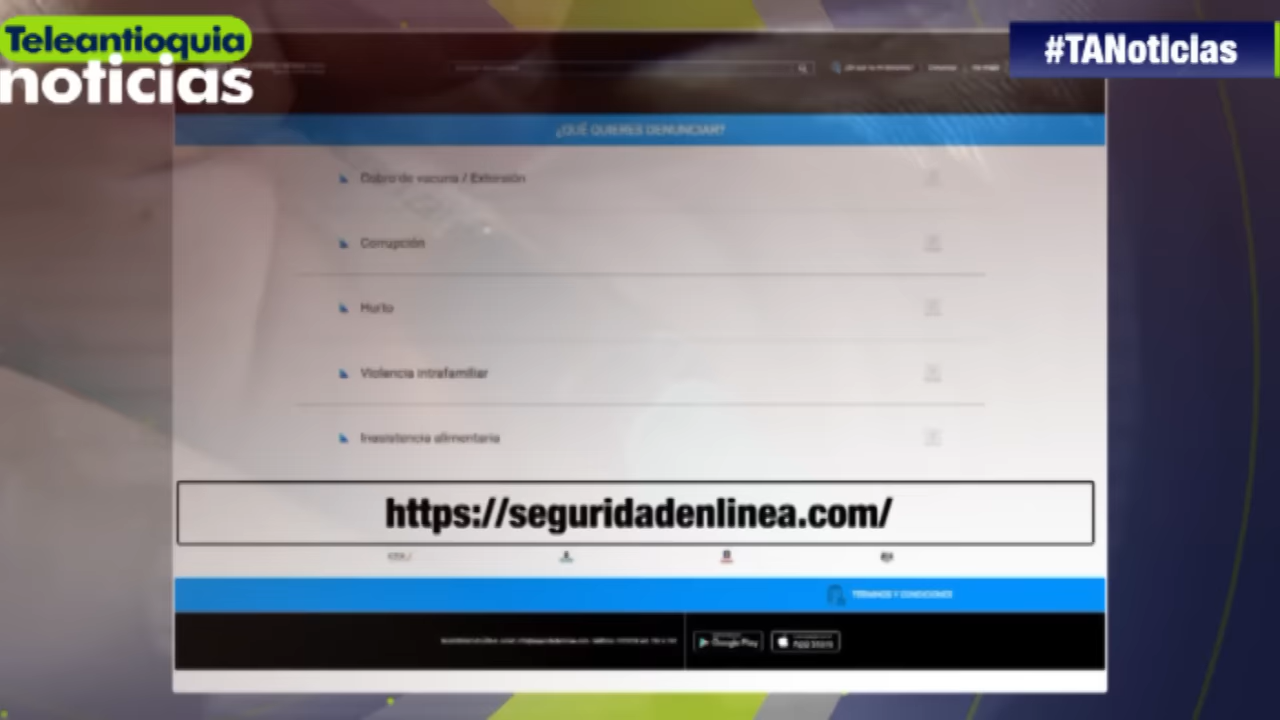 Teleantioquia
noticias
#TANoticias
¿QUÉ QUIERES DENUNCIAR?
Cobro de vacuna / Extorsión
Corrupción
Hurto
Violencia intrafamiliar
Inasistencia alimentaria
https://seguridadenlinea.com/
TÉRMINOS Y CONDICIONES
Google Play
App Store